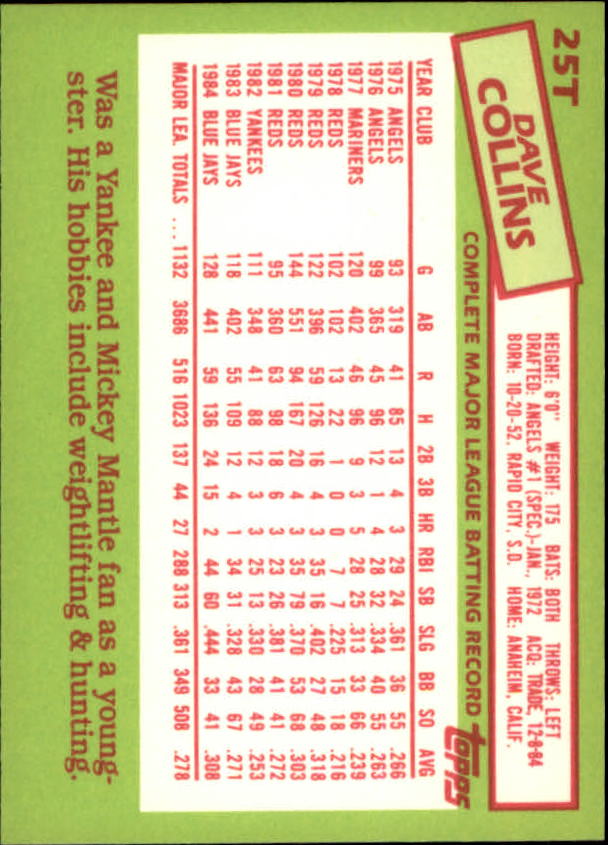 25T
DAVE
COLLINS
HEIGHT: 6'0" WEIGHT: 175 BATS: BOTH THROWS: LEFT
DRAFTED: ANGELS #1 (SPEC.)-JAN., 1972 ACQ: TRADE, 12-8-84
BORN: 10-20-52, RAPID CITY, S.D. HOME: ANAHEIM, CALIF.
COMPLETE MAJOR LEAGUE BATTING RECORD topps
YEAR CLUB G AB R H 2B 3B HR RBI SB SLG BB SO AVG
1975 ANGELS 93 319 41 85 13 4 3 29 24 .361 36 55 .266
1976 ANGELS 99 385 45 96 12 1 4 28 32 .334 40 55 .263
1977 MARINERS 120 402 46 96 9 3 5 28 25 .313 33 66 .239
1978 REDS 102 102 13 22 1 0 0 7 7 .225 15 18 .216
1979 REDS 122 396 59 126 16 4 3 35 16 .402 27 48 .318
1980 REDS 144 551 94 167 20 4 3 35 79 .370 53 68 .303
1981 REDS 95 360 63 98 18 6 3 23 26 .381 41 41 .272
1982 YANKEES 111 348 41 88 12 3 3 25 13 .330 28 49 .253
1983 BLUE JAYS 118 402 55 109 12 4 1 34 31 .328 43 67 .271
1984 BLUE JAYS 128 441 59 136 24 15 2 44 60 .444 33 41 .308
MAJOR LEA. TOTALS ... 1132 3686 516 1023 137 44 27 288 313 .361 349 508 .278
Was a Yankee and Mickey Mantle fan as a young-
ster. His hobbies include weightlifting & hunting.